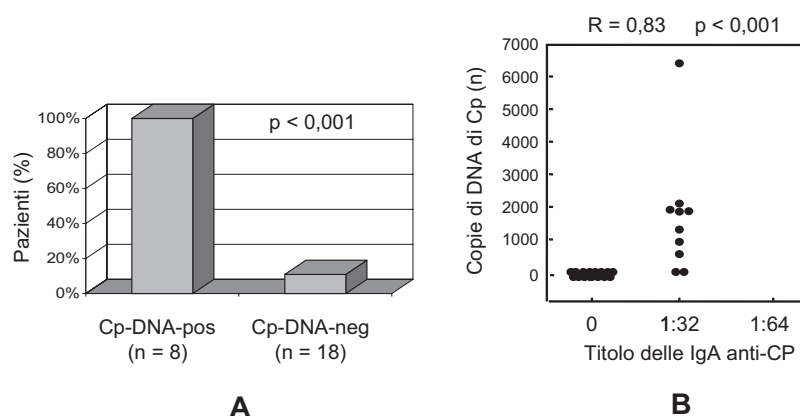 Pazienti (%)
100%
80%
60%
40%
20%
0%
p < 0,001
Cp-DNA-pos
(n = 8)
Cp-DNA-neg
(n = 18)
A
R = 0,83 p < 0,001
Copie di DNA di Cp (n)
7000
6000
5000
4000
3000
2000
1000
0
0 1:32 1:64
Titolo delle IgA anti-CP
B